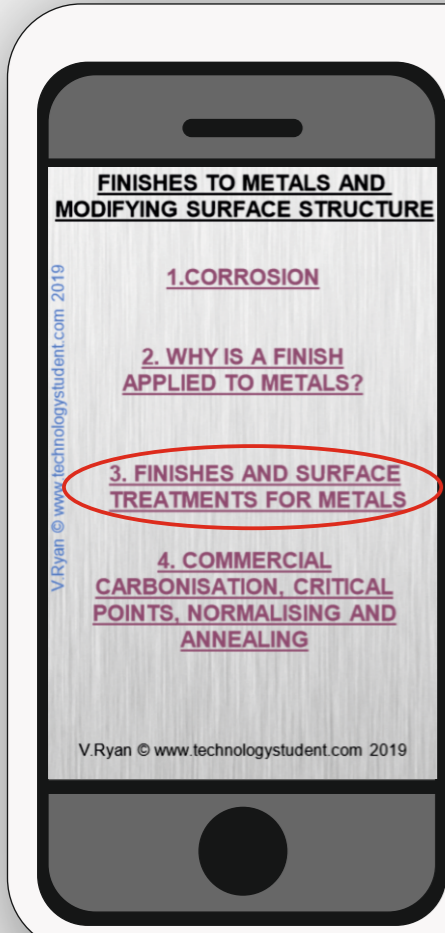 FINISHES TO METALS AND
MODIFYING SURFACE STRUCTURE
V.Ryan © www.technologystudent.com 2019
1.CORROSION
2. WHY IS A FINISH
APPLIED TO METALS?
3. FINISHES AND SURFACE
TREATMENTS FOR METALS
4. COMMERCIAL
CARBONISATION, CRITICAL
POINTS, NORMALISING AND
ANNEALING
V.Ryan © www.technologystudent.com 2019